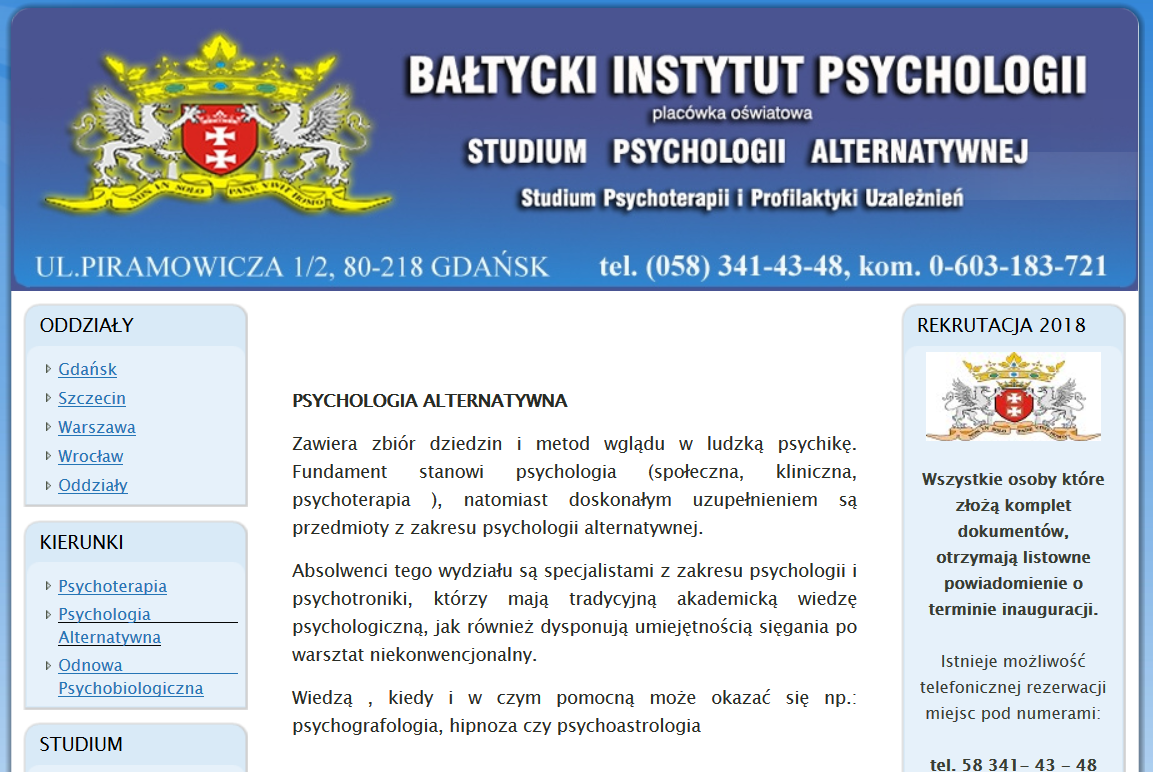 BAŁTYCKI INSTYTUT PSYCHOLOGII
placówka oświatowa
STUDIUM PSYCHOLOGII ALTERNATYWNEJ
Studium Psychoterapii i Profilaktyki Uzależnień
NON IN SOLO PANE VIVIT HOMO
UL.PIRAMOWICZA 1/2, 80-218 GDAŃSK tel. (058) 341-43-48, kom. 0-603-183-721
ODDZIAŁY
Gdańsk
Szczecin
Warszawa
Wrocław
Oddziały
KIERUNKI
Psychoterapia
Psychologia
Alternatywna
Odnowa
Psychobiologiczna
STUDIUM
PSYCHOLOGIA ALTERNATYWNA
Zawiera zbiór dziedzin i metod wglądu w ludzką psychikę.
Fundament stanowi psychologia (społeczna, kliniczna,
psychoterapia ), natomiast doskonałym uzupełnieniem są
przedmioty z zakresu psychologii alternatywnej.
Absolwenci tego wydziału są specjalistami z zakresu psychologii i
psychotroniki, którzy mają tradycyjną akademicką wiedzę
psychologiczną, jak również dysponują umiejętnością sięgania po
warsztat niekonwencjonalny.
Wiedzą , kiedy i w czym pomocną może okazać się np.:
psychografologia, hipnoza czy psychoastrologia
REKRUTACJA 2018
Wszystkie osoby które
złożą komplet
dokumentów,
otrzymają listowne
powiadomienie o
terminie inauguracji.
Istnieje możliwość
telefonicznej rezerwacji
miejsc pod numerami:
tel. 58 341- 43 - 48